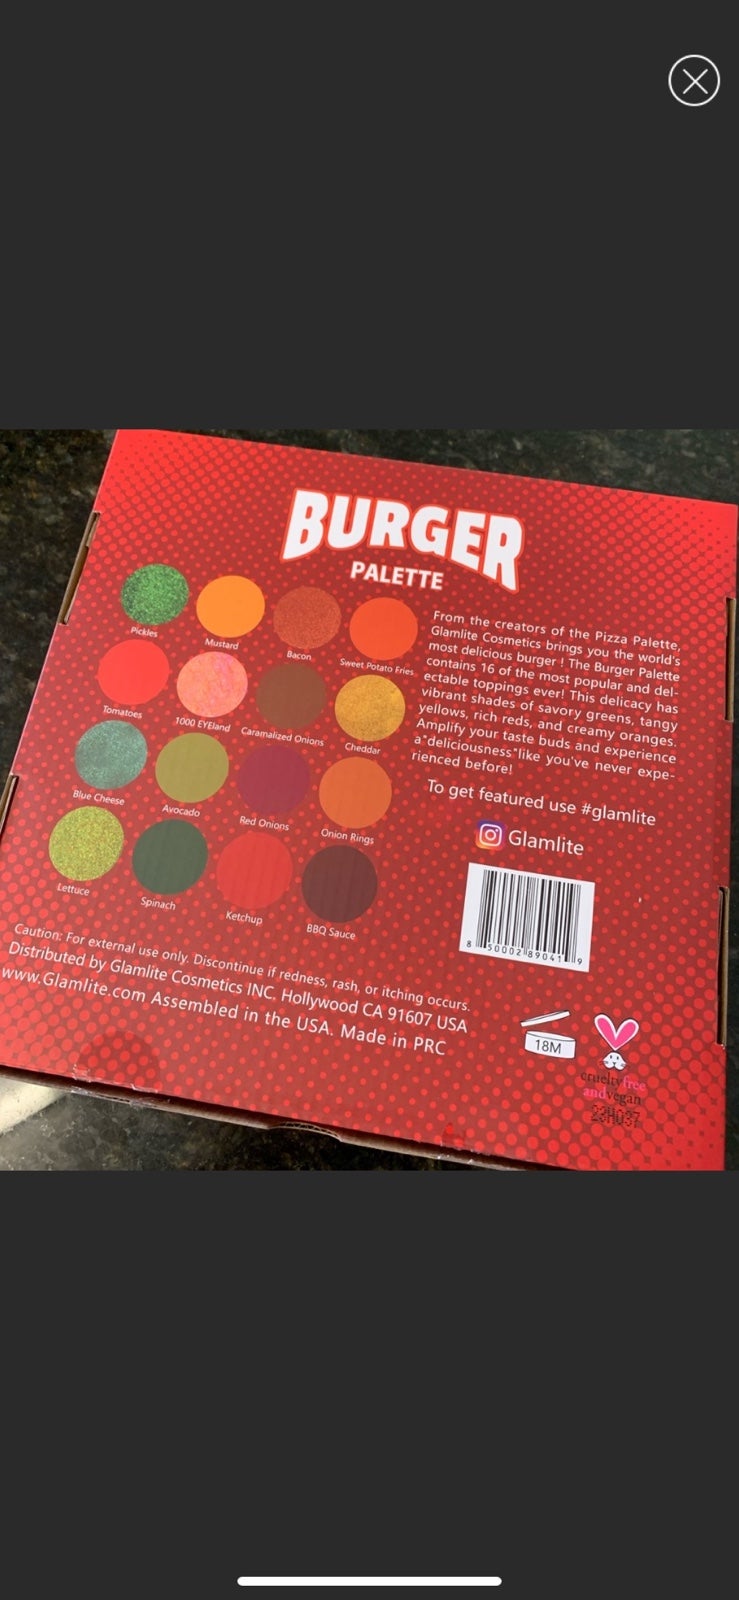 BURGER
PALETTE
Pickles
Mustard
Bacon
Sweet Potato Fries
Tomatoes
1000 EYEland
Caramalized Onions
Cheddar
Blue Cheese
Avocado
Red Onions
Onion Rings
Lettuce
Spinach
Ketchup
BBQ Sauce
From the creators of the Pizza Palette,
Glamlite Cosmetics brings you the world's
most delicious burger ! The Burger Palette
contains 16 of the most popular and del-
ectable toppings ever! This delicacy has
vibrant shades of savory greens, tangy
yellows, rich reds, and creamy oranges.
Amplify your taste buds and experience
a"deliciousness"like you've never expe-
rienced before!
To get featured use #glamlite
Glamlite
8 50002 89041 9
Caution: For external use only. Discontinue if redness, rash, or itching occurs.
Distributed by Glamlite Cosmetics INC. Hollywood CA 91607 USA
www.Glamlite.com Assembled in the USA. Made in PRC
18M
crueltyfree
andvegan
22H037